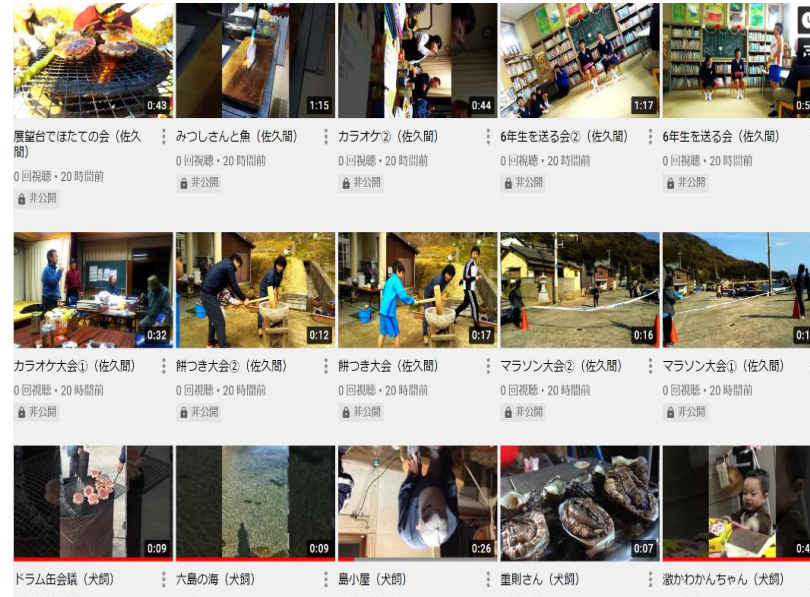 0:43
1:15
0:44
1:17
展望台でほたての会（佐久間）
0 回視聴・20 時間前
非公開
みつしさんと魚（佐久間）
0 回視聴・20 時間前
非公開
カラオケ②（佐久間）
0 回視聴・20 時間前
非公開
6年生を送る会②（佐久間）
0 回視聴・20 時間前
非公開
6年生を送る会（佐久間）
0 回視聴・20 時間前
非公開
0:32
0:12
0:17
0:16
カラオケ大会①（佐久間）
0 回視聴・20 時間前
非公開
餅つき大会②（佐久間）
0 回視聴・20 時間前
非公開
餅つき大会（佐久間）
0 回視聴・20 時間前
非公開
マラソン大会②（佐久間）
0 回視聴・20 時間前
非公開
マラソン大会①（佐久間）
0 回視聴・20 時間前
非公開
0:09
0:09
0:26
0:07
ドラム缶会議（犬飼）
六島の海（犬飼）
島小屋（犬飼）
重則さん（犬飼）
激かわかんちゃん（犬飼）